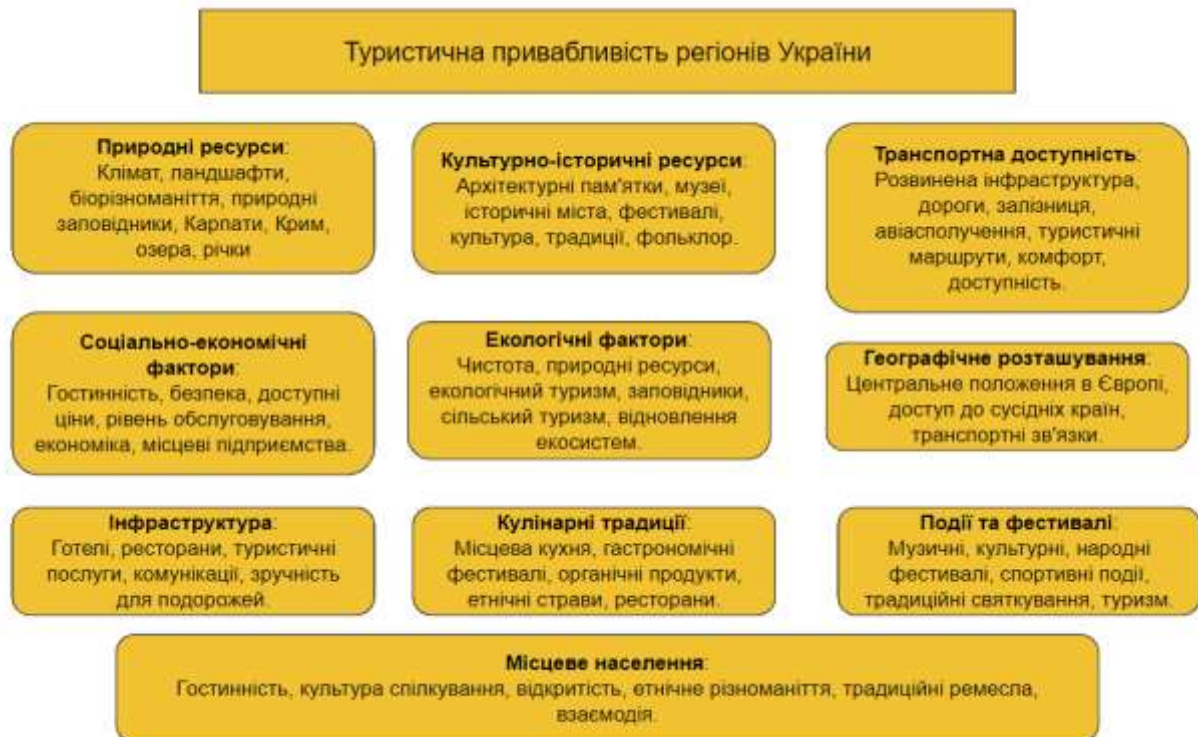 Туристична привабливість регіонів України
Природні ресурси:
Клімат, ландшафти,
біорізноманіття, природні
заповідники, Карпати, Крим,
озера, річки
Культурно-історичні ресурси:
Архітектурні пам'ятки, музеї,
історичні міста, фестивалі,
культура, традиції, фольклор.
Транспортна доступність:
Розвинена інфраструктура,
дороги, залізниця,
авіасполучення, туристичні
маршрути, комфорт,
доступність.
Соціально-економічні
фактори:
Гостинність, безпека, доступні
ціни, рівень обслуговування,
економіка, місцеві підприємства.
Екологічні фактори:
Чистота, природні ресурси,
екологічний туризм, заповідники,
сільський туризм, відновлення
екосистем.
Географічне розташування:
Центральне положення в Європі,
доступ до сусідніх країн,
транспортні зв'язки.
Інфраструктура:
Готелі, ресторани, туристичні
послуги, комунікації, зручність
для подорожей.
Кулінарні традиції:
Місцева кухня, гастрономічні
фестивалі, органічні продукти,
етнічні страви, ресторани.
Події та фестивалі:
Музичні, культурні, народні
фестивалі, спортивні події,
традиційні святкування, туризм.
Місцеве населення:
Гостинність, культура спілкування, відкритість, етнічне різноманіття, традиційні ремесла,
взаємодія.